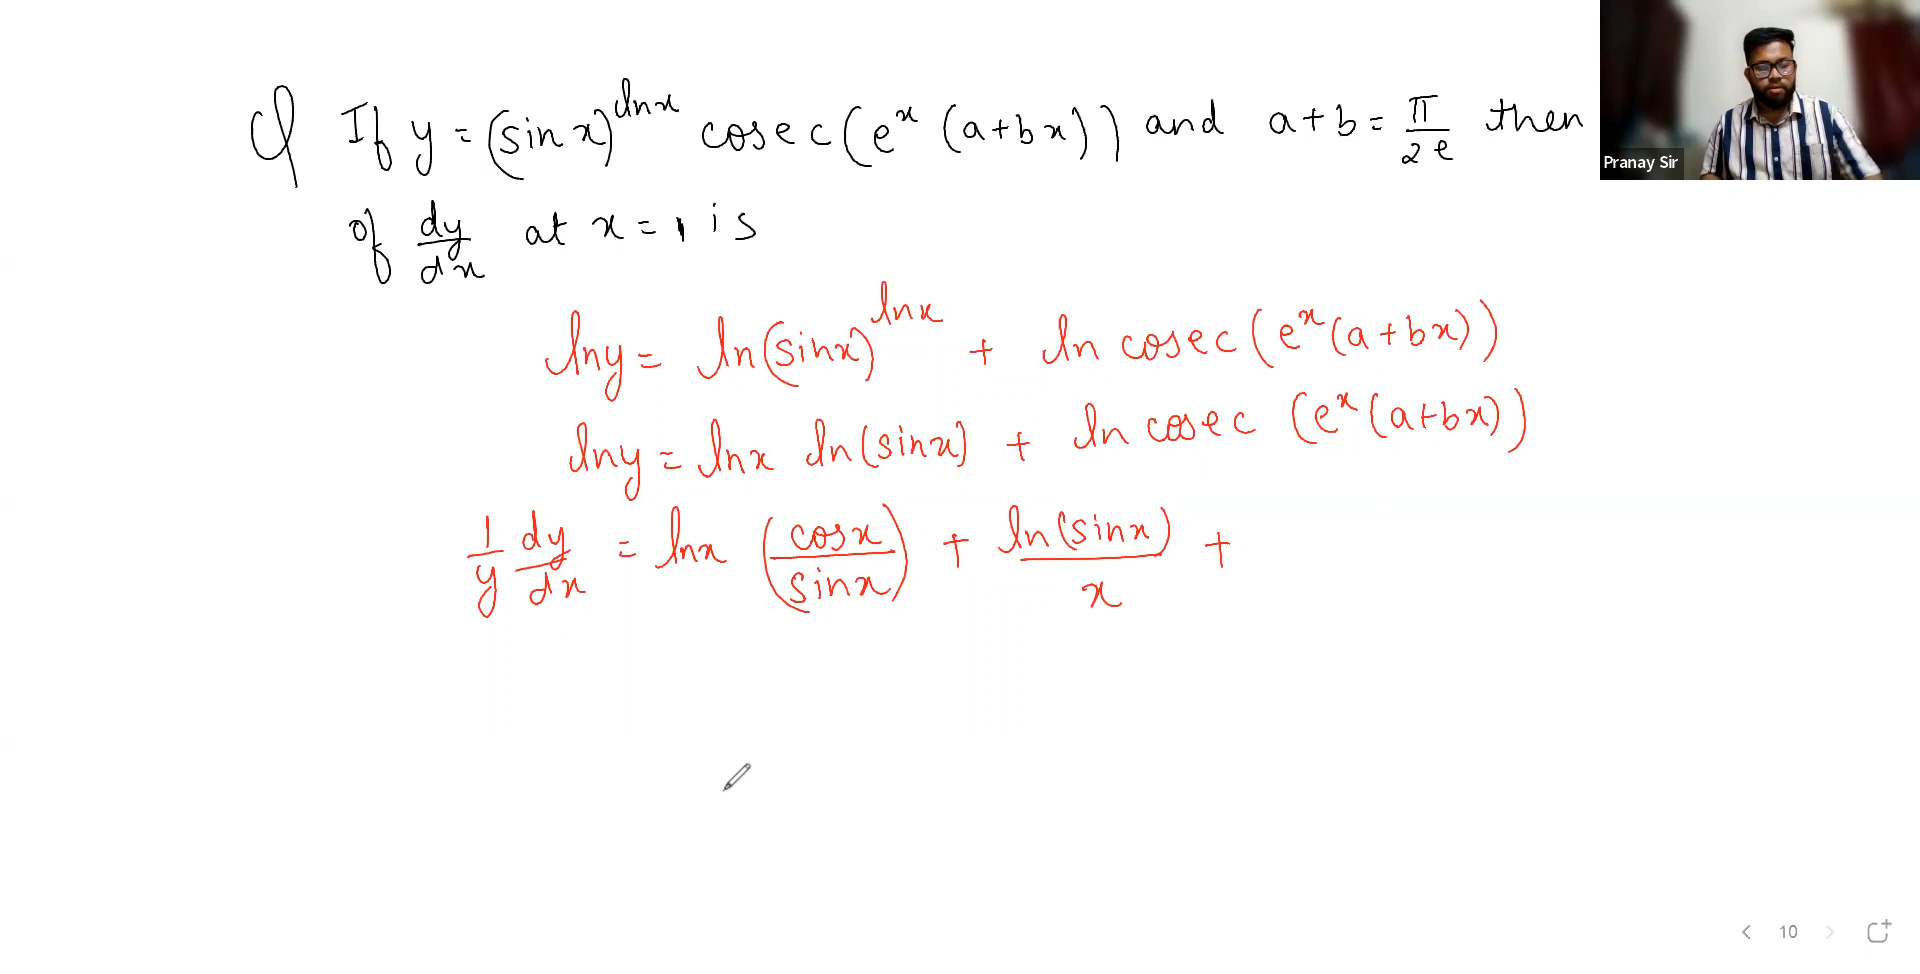 Q If y = (sin x)^{ln x} cosec(e^x (a+bx)) and a+b = π/2e then
of dy/dx at x = 1 is
ln y = ln(sin x)^{ln x} + ln cosec(e^x(a+bx))
ln y = ln x ln(sin x) + ln cosec (e^x(a+bx))
1/y dy/dx = ln x (cos x/sin x) + ln(sin x)/x +
Pranay Sir
10